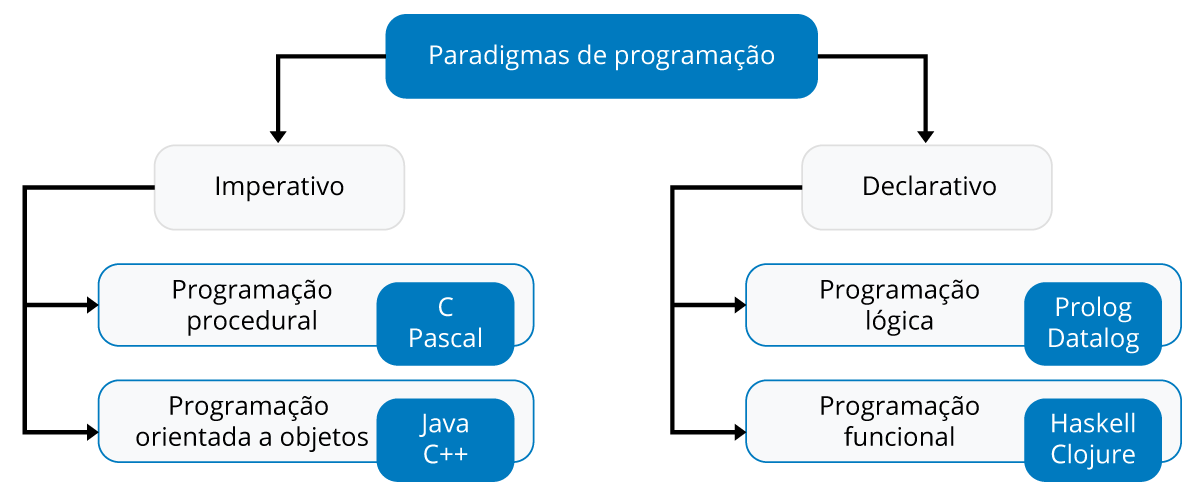 Paradigmas de programação
Imperativo
Declarativo
Programação
procedural
C
Pascal
Programação
orientada a objetos
Java
C++
Programação
lógica
Prolog
Datalog
Programação
funcional
Haskell
Clojure